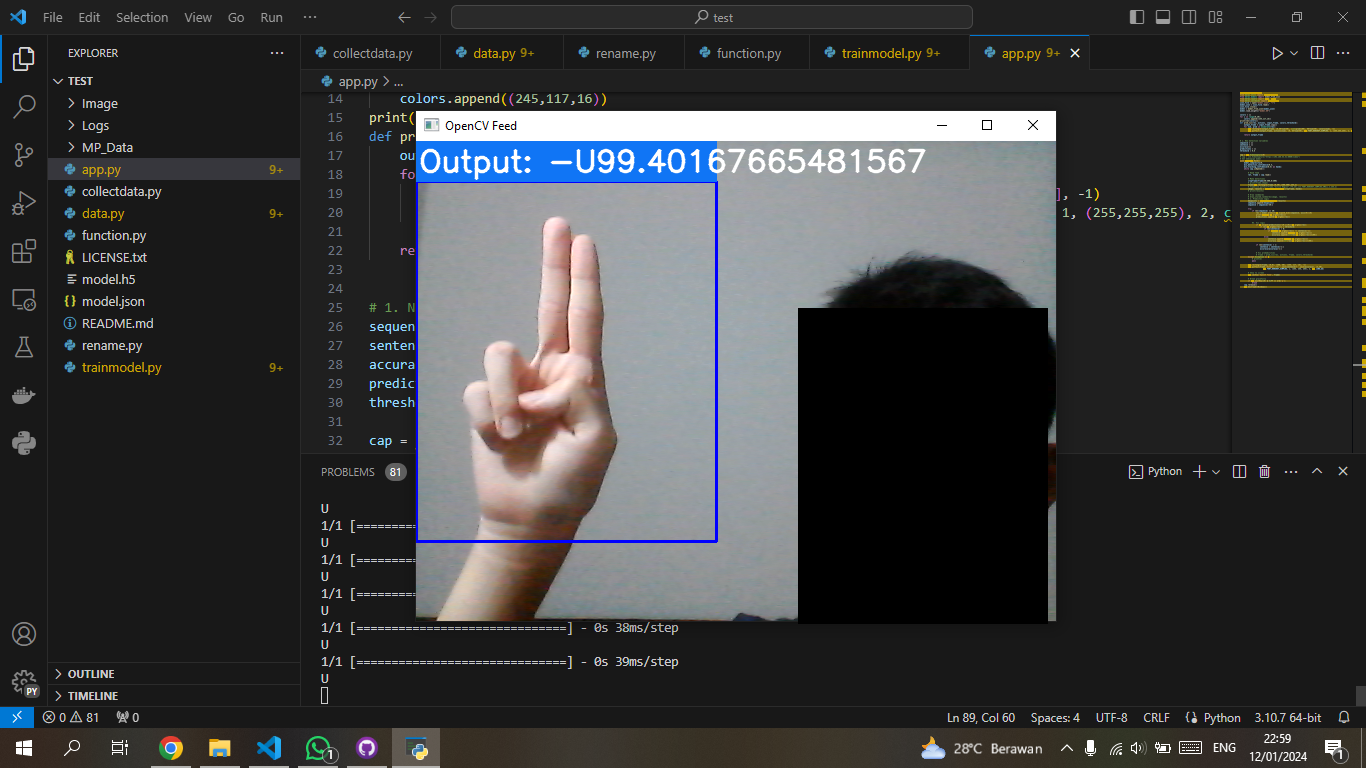 File Edit Selection View Go Run ··· test
EXPLORER ···
TEST
Image
Logs
MP_Data
app.py 9+
collectdata.py
data.py 9+
function.py
LICENSE.txt
model.h5
model.json
README.md
rename.py
trainmodel.py 9+
OUTLINE
TIMELINE
collectdata.py data.py 9+ rename.py function.py trainmodel.py 9+ app.py 9+
app.py > ...
14 colors.append((245,117,16))
15 print(
16 def pr
17 ou
18 fo
19 ], -1)
20 1, (255,255,255), 2, c
21
22 re
23
24
25 # 1. N
26 sequen
27 senten
28 accura
29 predic
30 thresh
31
32 cap =
OpenCV Feed
Output: -U99.40167665481567
PROBLEMS 81
Python
U
1/1 [==========
U
1/1 [==========
U
1/1 [==========
U
1/1 [==============================] - 0s 38ms/step
U
1/1 [==============================] - 0s 39ms/step
U
PY
0 81 0
Ln 89, Col 60 Spaces: 4 UTF-8 CRLF Python 3.10.7 64-bit
1 28°C Berawan ENG 22:59
12/01/2024 1